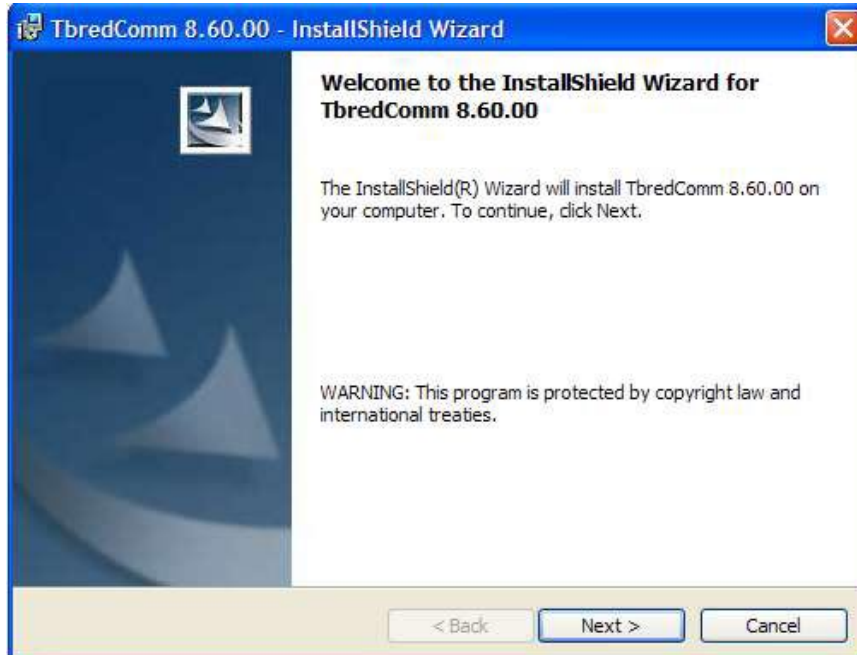 TbredComm 8.60.00 - InstallShield Wizard
Welcome to the InstallShield Wizard for
TbredComm 8.60.00
The InstallShield(R) Wizard will install TbredComm 8.60.00 on
your computer. To continue, click Next.
WARNING: This program is protected by copyright law and
international treaties.
< Back Next > Cancel